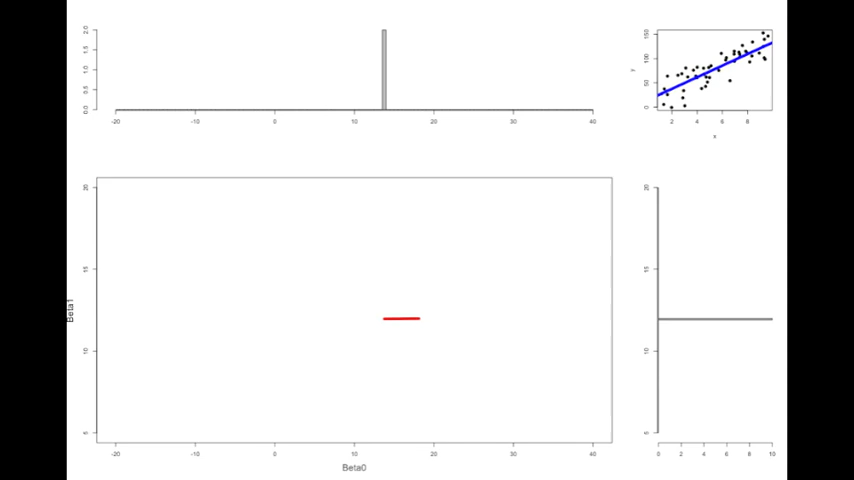 0.0 0.5 1.0 1.5 2.0
-20 -10 0 10 20 30 40
y
0 50 100 150
2 4 6 8
x
Beta1
5 10 15 20
-20 -10 0 10 20 30 40
Beta0
5 10 15 20
0 2 4 6 8 10